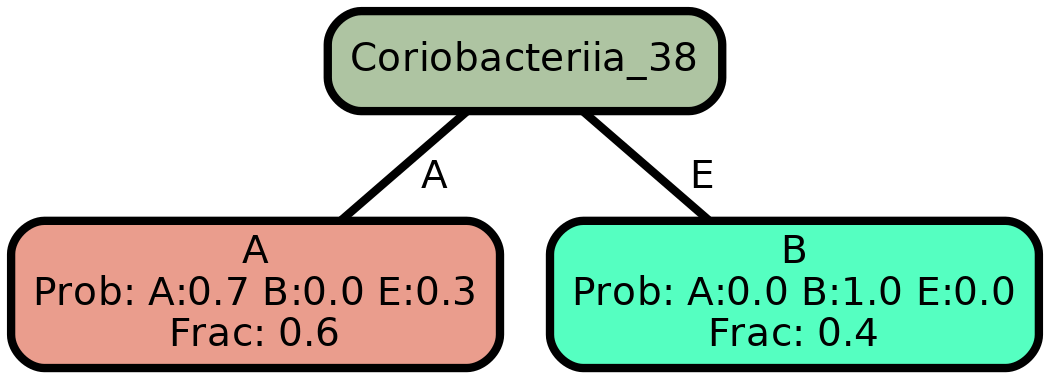 Coriobacteriia_38
A
E
A
Prob: A:0.7 B:0.0 E:0.3
Frac: 0.6
B
Prob: A:0.0 B:1.0 E:0.0
Frac: 0.4